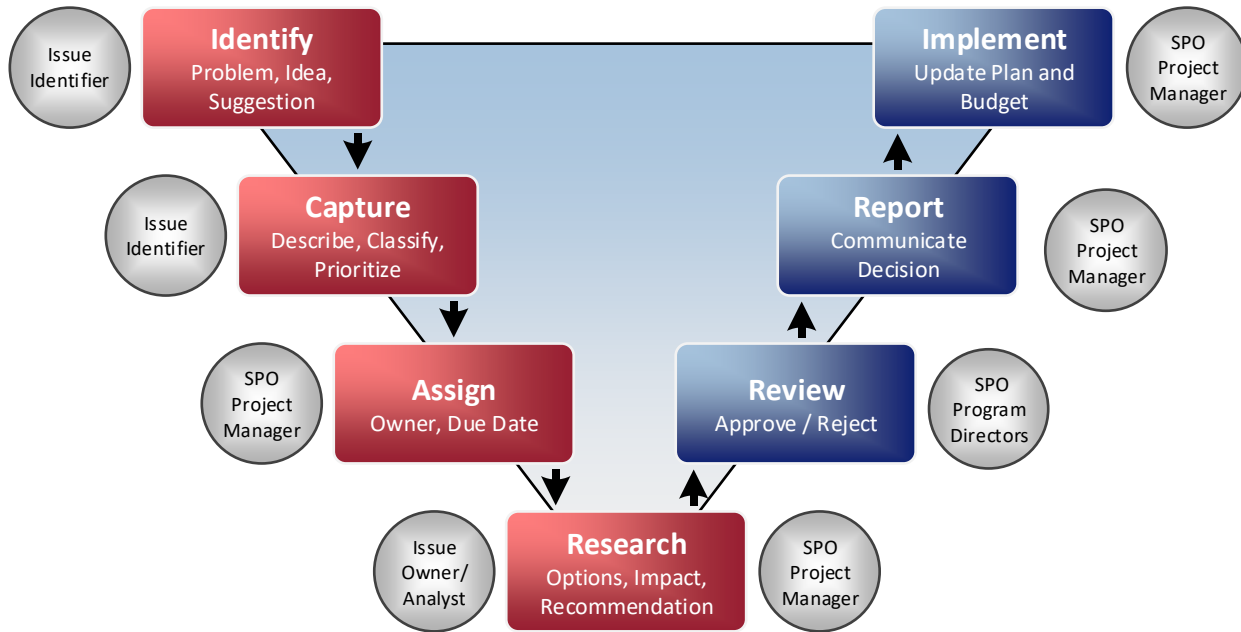 Issue
Identifier
Identify
Problem, Idea,
Suggestion
Implement
Update Plan and
Budget
SPO
Project
Manager
Issue
Identifier
Capture
Describe, Classify,
Prioritize
Report
Communicate
Decision
SPO
Project
Manager
SPO
Project
Manager
Assign
Owner, Due Date
Review
Approve / Reject
SPO
Program
Directors
Issue
Owner/
Analyst
Research
Options, Impact,
Recommendation
SPO
Project
Manager